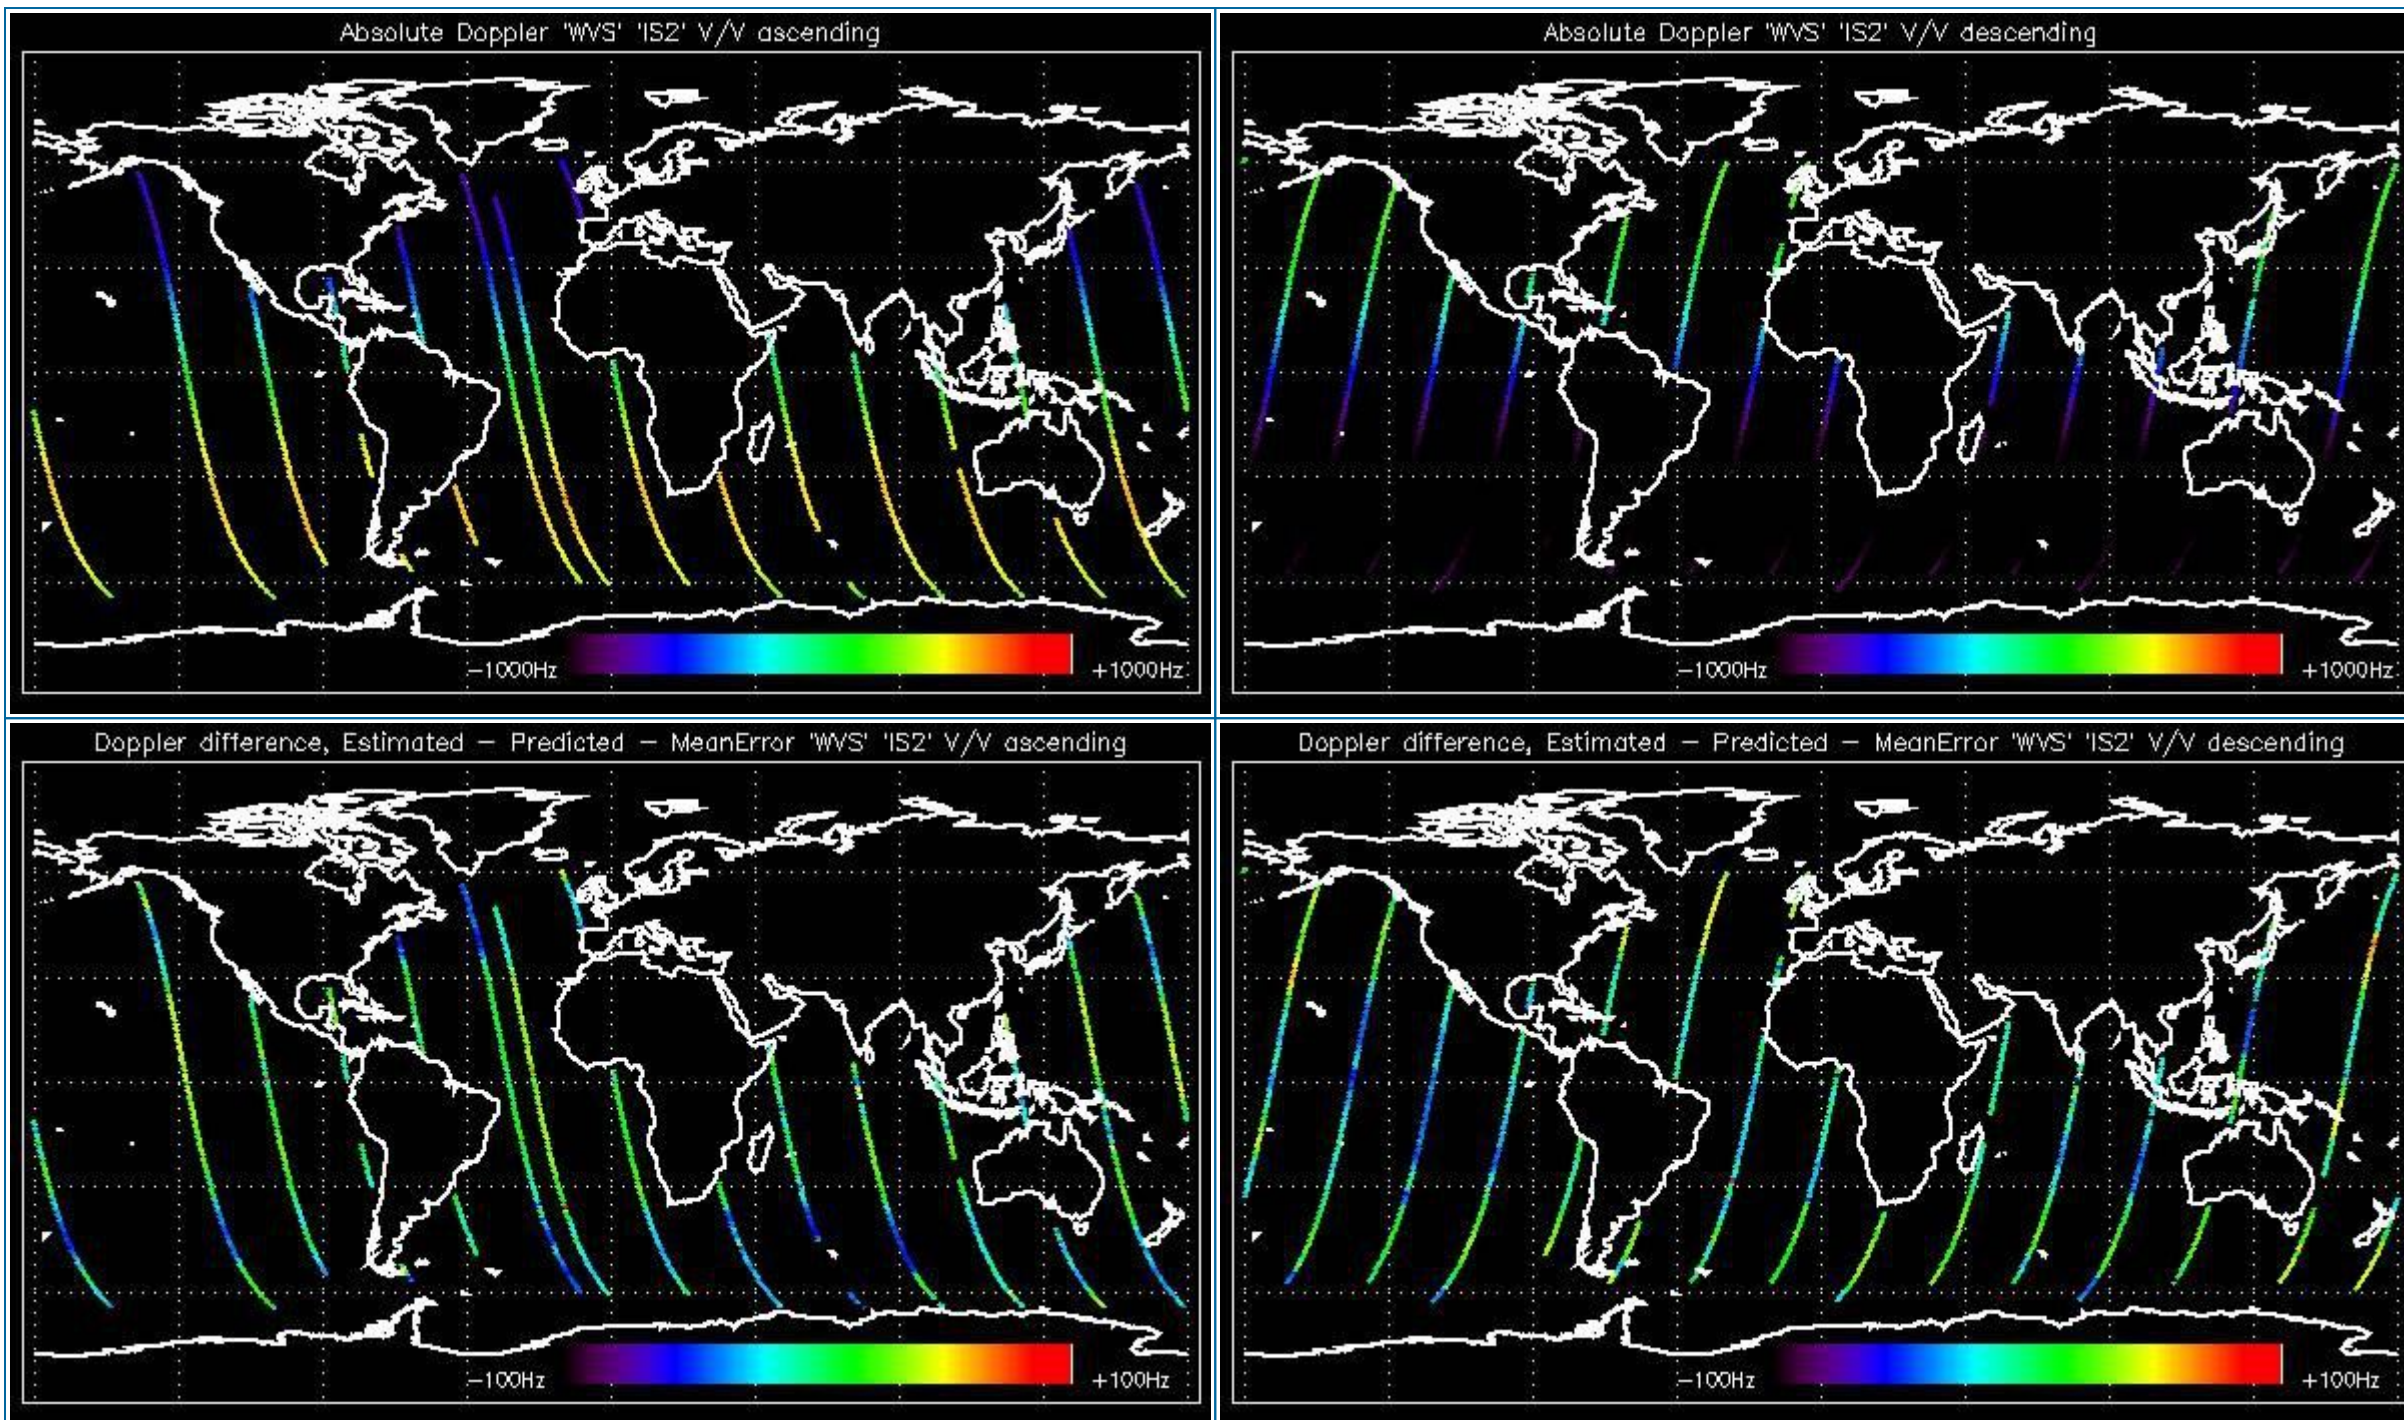 Absolute Doppler 'WVS' 'IS2' V/V ascending
-1000Hz
+1000Hz
Absolute Doppler 'WVS' 'IS2' V/V descending
-1000Hz
+1000Hz
Doppler difference, Estimated - Predicted - MeanError 'WVS' 'IS2' V/V ascending
-100Hz
+100Hz
Doppler difference, Estimated - Predicted - MeanError 'WVS' 'IS2' V/V descending
-100Hz
+100Hz